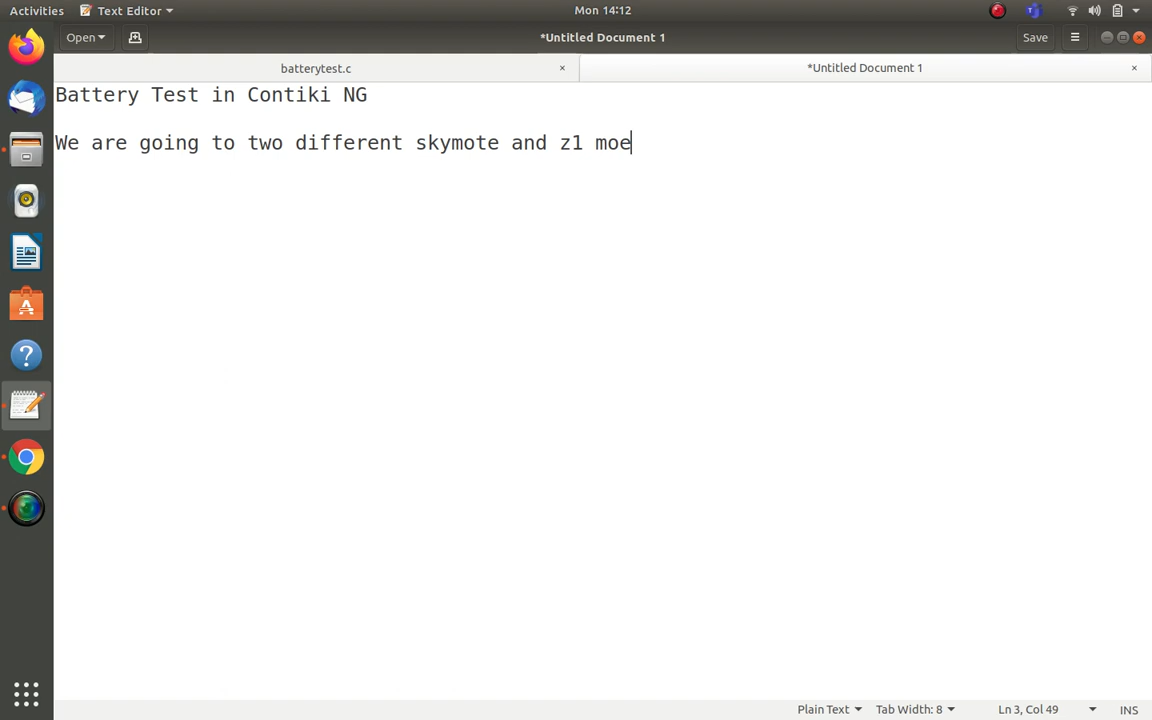 Activities Text Editor Mon 14:12
Open *Untitled Document 1 Save
batterytest.c × *Untitled Document 1 ×
Battery Test in Contiki NG
We are going to two different skymote and z1 moe
Plain Text Tab Width: 8 Ln 3, Col 49 INS